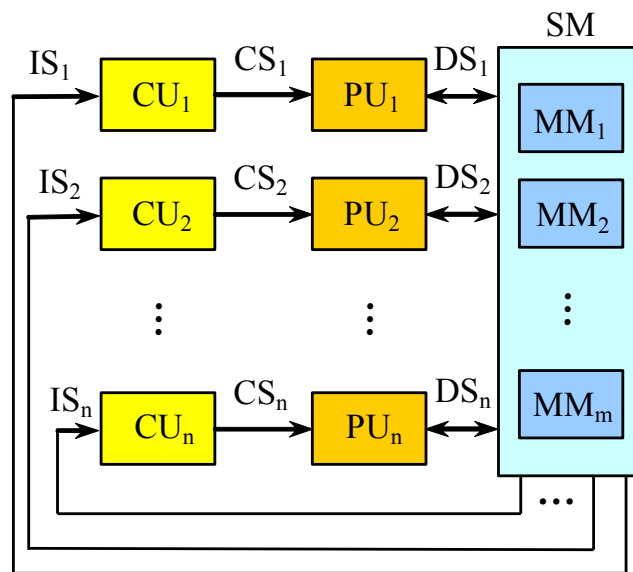 SM
IS₁ CS₁ DS₁
CU₁ PU₁ MM₁
IS₂ CS₂ DS₂
CU₂ PU₂ MM₂
⋮ ⋮ ⋮
ISₙ CSₙ DSₙ
CUₙ PUₙ MMₘ
...